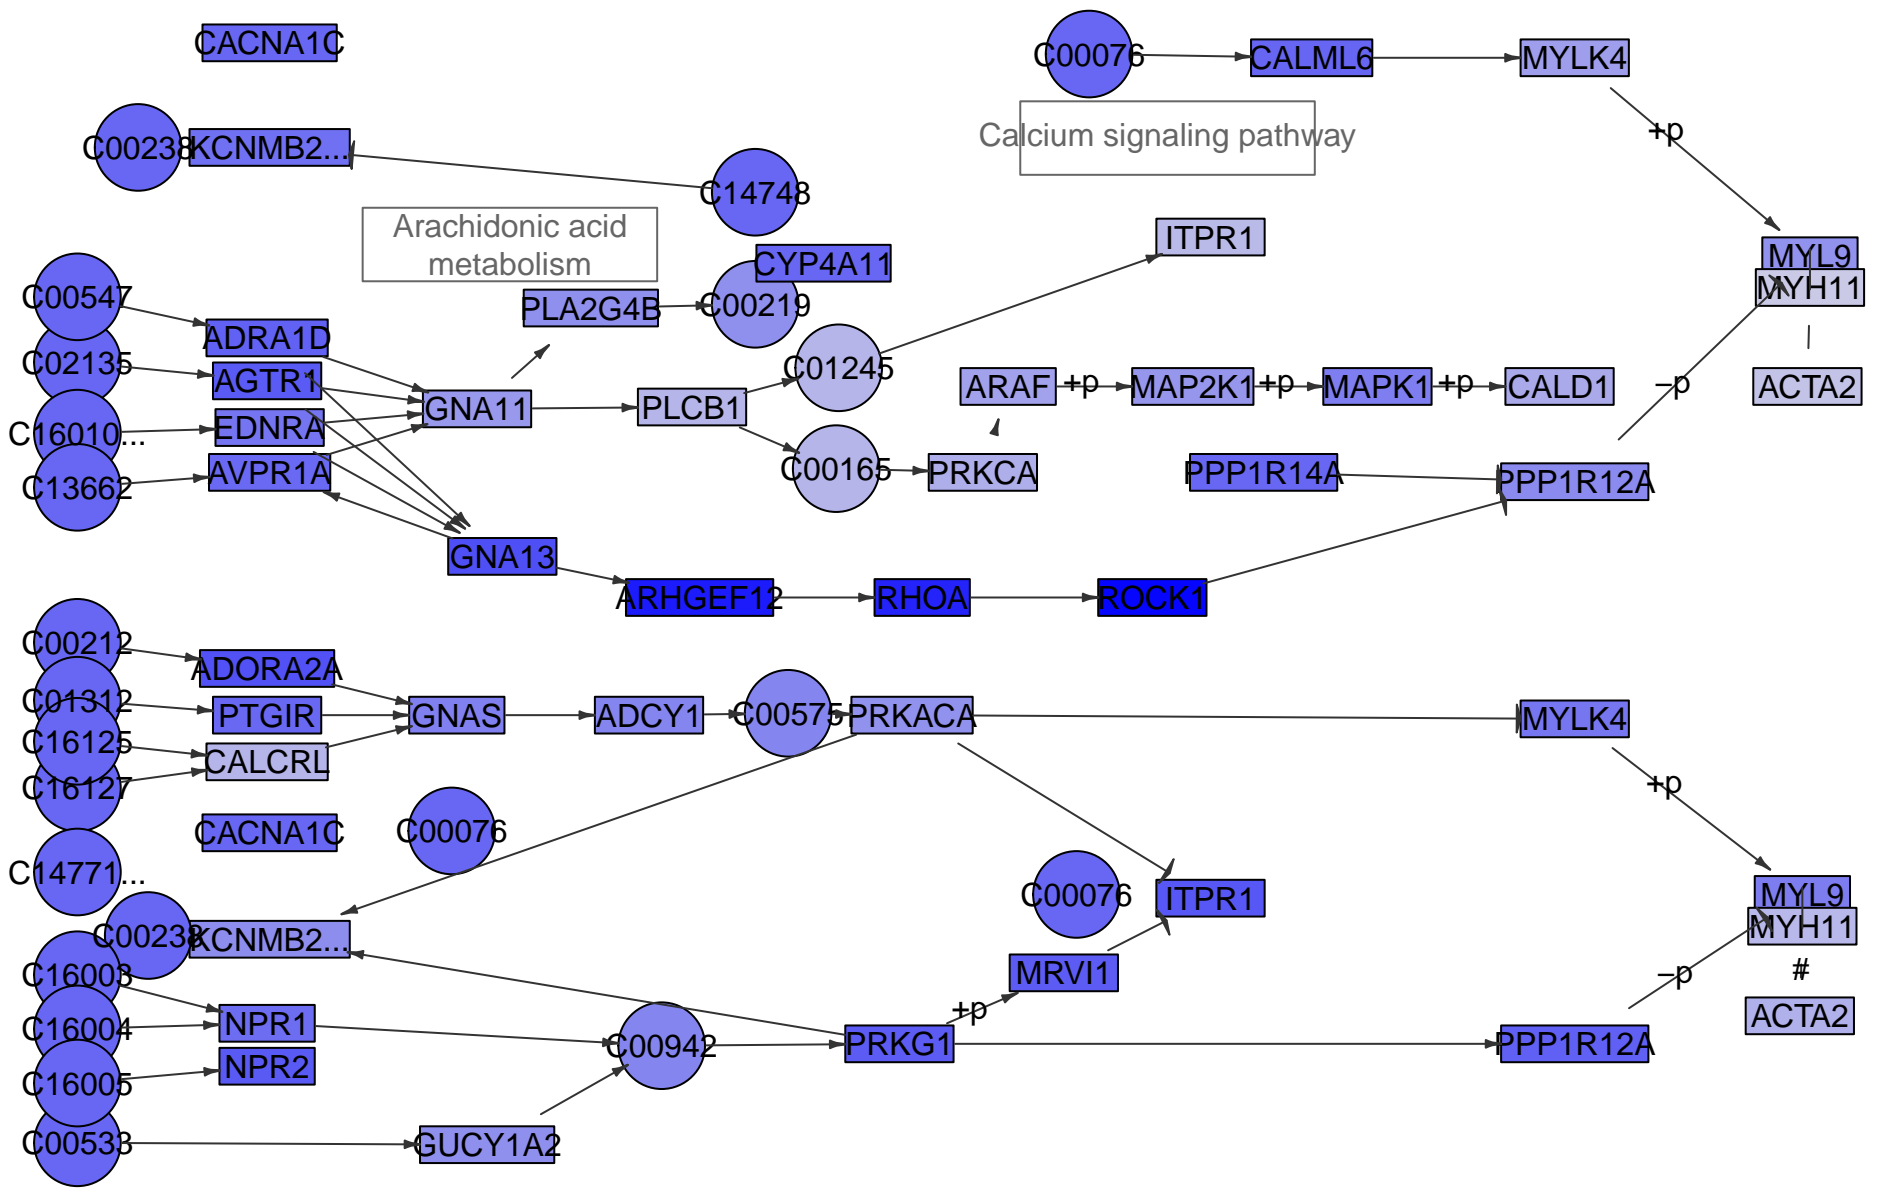 CACNA1C
C00076
CALML6
MYLK4
+p
Calcium signaling pathway
C00238
KCNMB2...
C14748
Arachidonic acid
metabolism
ITPR1
CYP4A11
MYL9
MYH11
C00547
PLA2G4B
C00219
ADRA1D
C02135
AGTR1
C01245
ARAF
+p
MAP2K1
+p
MAPK1
+p
CALD1
–p
ACTA2
GNA11
PLCB1
C16010...
EDNRA
C13662
AVPR1A
C00165
PRKCA
PPP1R14A
PPP1R12A
GNA13
ARHGEF12
RHOA
ROCK1
C00212
ADORA2A
C01312
PTGIR
GNAS
ADCY1
C00575
PRKACA
MYLK4
C16125
CALCRL
C16127
+p
CACNA1C
C00076
C14771...
C00076
ITPR1
MYL9
MYH11
C00238
KCNMB2...
C16003
MRVI1
–p
#
+p
ACTA2
C16004
NPR1
C00942
PRKG1
PPP1R12A
NPR2
C16005
C00533
GUCY1A2